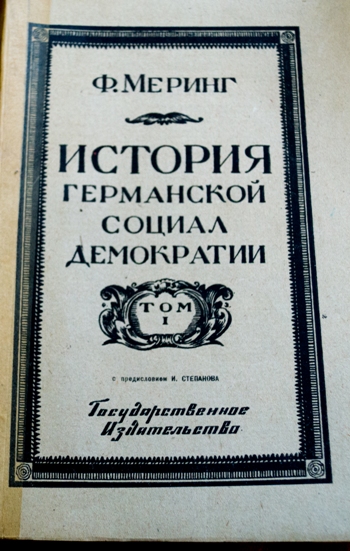 Ф. МЕРИНГ
ИСТОРИЯ
ГЕРМАНСКОЙ
СОЦИАЛ
ДЕМОКРАТИИ
ТОМ
I
с предисловием И. СТЕПАНОВА
Государственное
Издательство